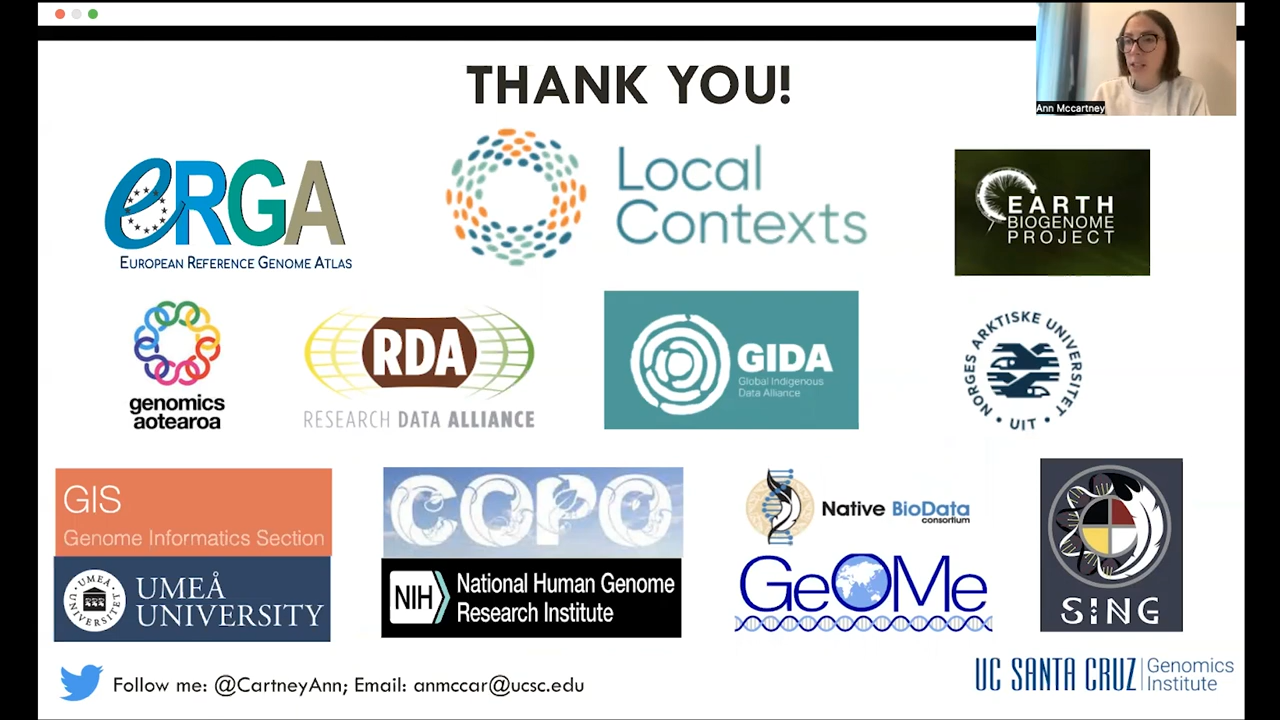 THANK YOU!
Ann Mccartney
eRGA
EUROPEAN REFERENCE GENOME ATLAS
Local
Contexts
EARTH
BIOGENOME
PROJECT
genomics
aotearoa
RDA
RESEARCH DATA ALLIANCE
GIDA
Global Indigenous
Data Alliance
NORGES ARKTISKE UNIVERSITET
UIT
GIS
Genome Informatics Section
UMEÅ UNIVERSITET
UMEÅ
UNIVERSITY
COPO
NIH
National Human Genome
Research Institute
Native BioData
consortium
GeOMe
SING
Follow me: @CartneyAnn; Email: anmccar@ucsc.edu
UC SANTA CRUZ
Genomics
Institute